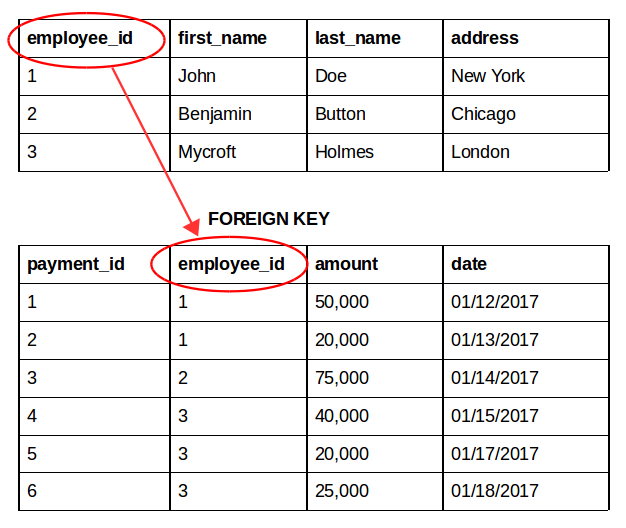 employee_id first_name last_name address
1 John Doe New York
2 Benjamin Button Chicago
3 Mycroft Holmes London
FOREIGN KEY
payment_id employee_id amount date
1 1 50,000 01/12/2017
2 1 20,000 01/13/2017
3 2 75,000 01/14/2017
4 3 40,000 01/15/2017
5 3 20,000 01/17/2017
6 3 25,000 01/18/2017